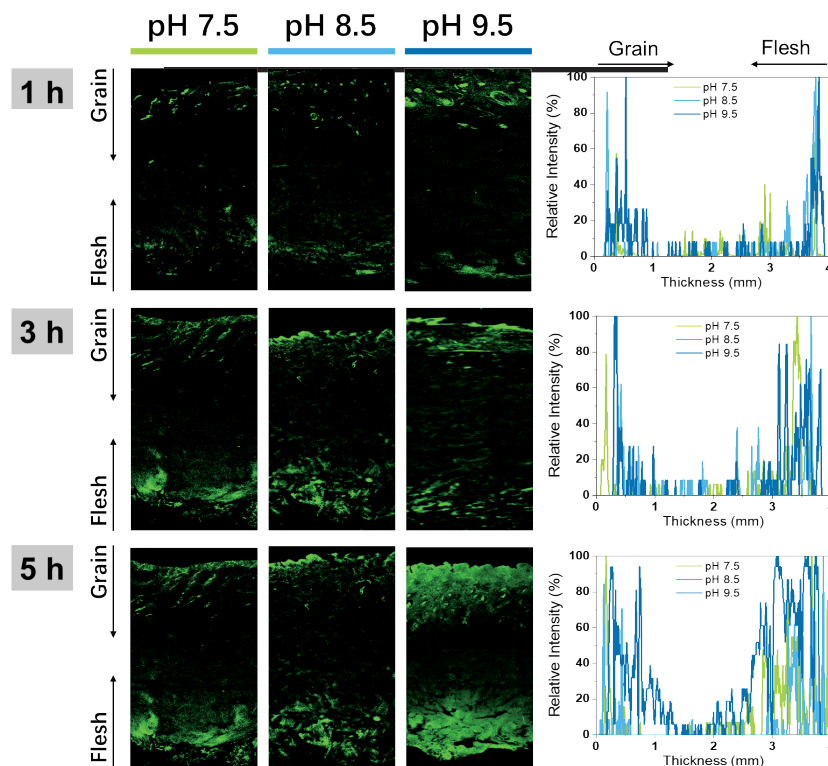 pH 7.5 pH 8.5 pH 9.5
Grain Flesh
1 h
Grain
Flesh
Relative Intensity (%)
100
80
60
40
20
0
pH 7.5
pH 8.5
pH 9.5
0 1 2 3 4
Thickness (mm)
3 h
Grain
Flesh
Relative Intensity (%)
100
80
60
40
20
0
pH 7.5
pH 8.5
pH 9.5
0 1 2 3
Thickness (mm)
5 h
Grain
Flesh
Relative Intensity (%)
100
80
60
40
20
0
pH 7.5
pH 8.5
pH 9.5
0 1 2 3
Thickness (mm)